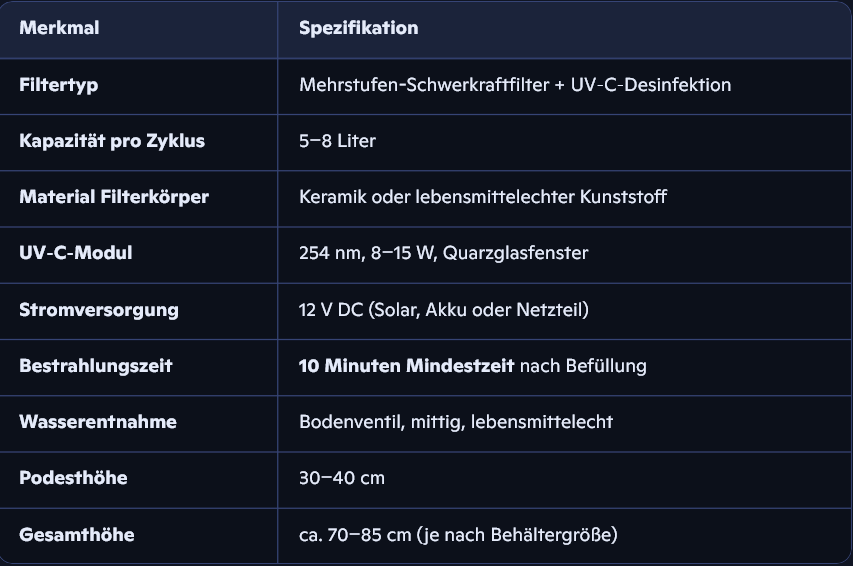 Merkmal Spezifikation
Filtertyp Mehrstufen-Schwerkraftfilter + UV-C-Desinfektion
Kapazität pro Zyklus 5–8 Liter
Material Filterkörper Keramik oder lebensmittelechter Kunststoff
UV-C-Modul 254 nm, 8–15 W, Quarzglasfenster
Stromversorgung 12 V DC (Solar, Akku oder Netzteil)
Bestrahlungszeit 10 Minuten Mindestzeit nach Befüllung
Wasserentnahme Bodenventil, mittig, lebensmittelecht
Podesthöhe 30–40 cm
Gesamthöhe ca. 70–85 cm (je nach Behältergröße)